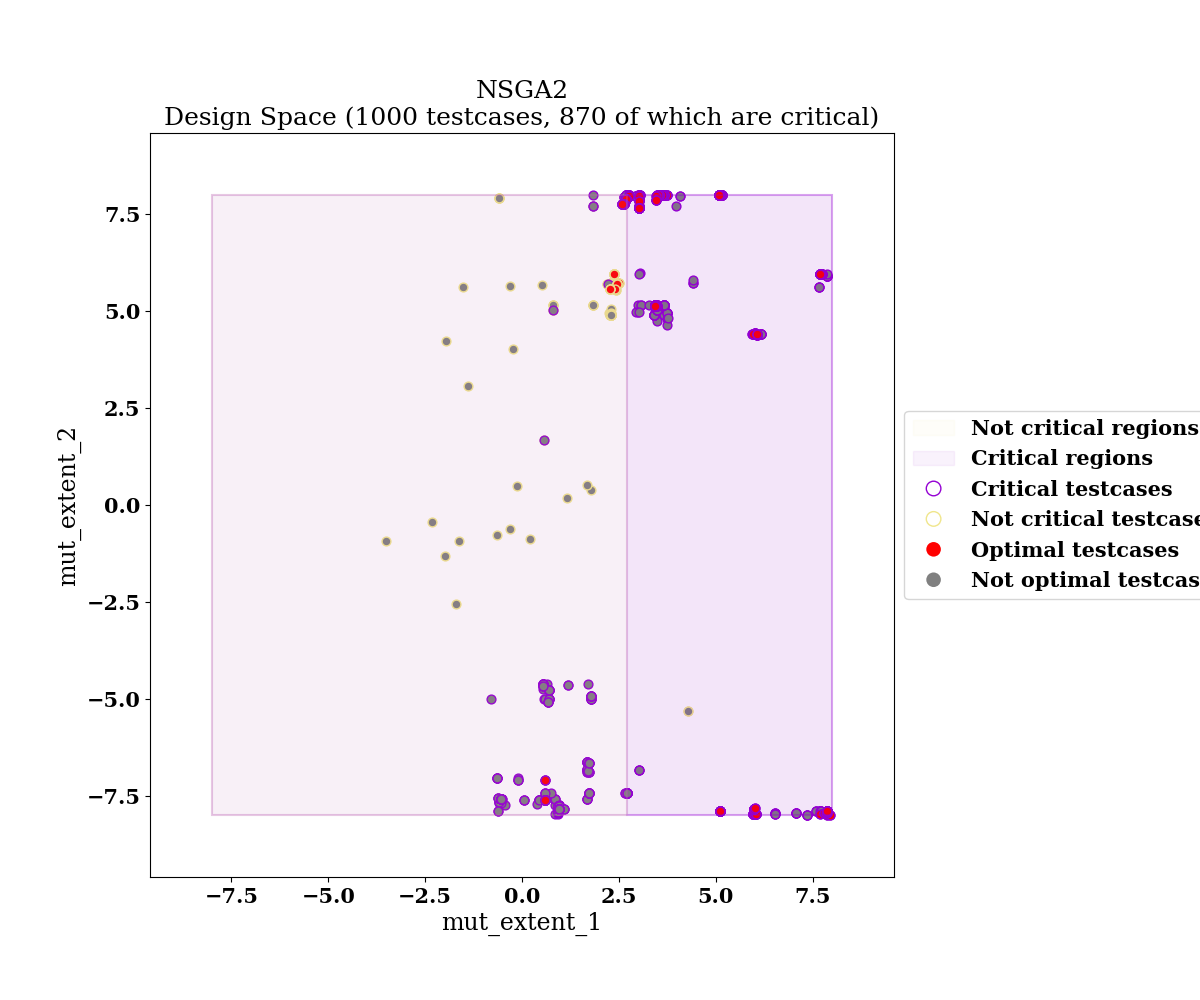 NSGA2
Design Space (1000 testcases, 870 of which are critical)
mut_extent_2
7.5
5.0
2.5
0.0
−2.5
−5.0
−7.5
−7.5 −5.0 −2.5 0.0 2.5 5.0 7.5
mut_extent_1
Not critical regions
Critical regions
Critical testcases
Not critical testcase
Optimal testcases
Not optimal testcas